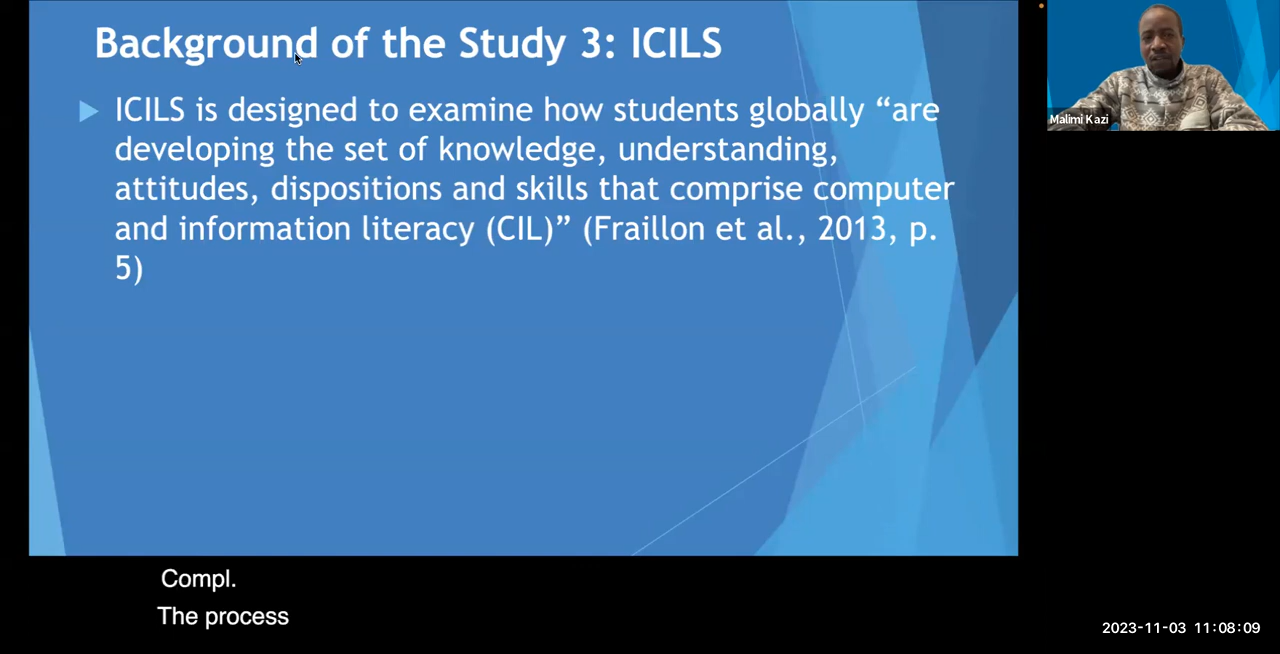 Background of the Study 3: ICILS
ICILS is designed to examine how students globally “are
developing the set of knowledge, understanding,
attitudes, dispositions and skills that comprise computer
and information literacy (CIL)” (Fraillon et al., 2013, p.
5)
Malimi Kazi
Compl.
The process
2023-11-03 11:08:09